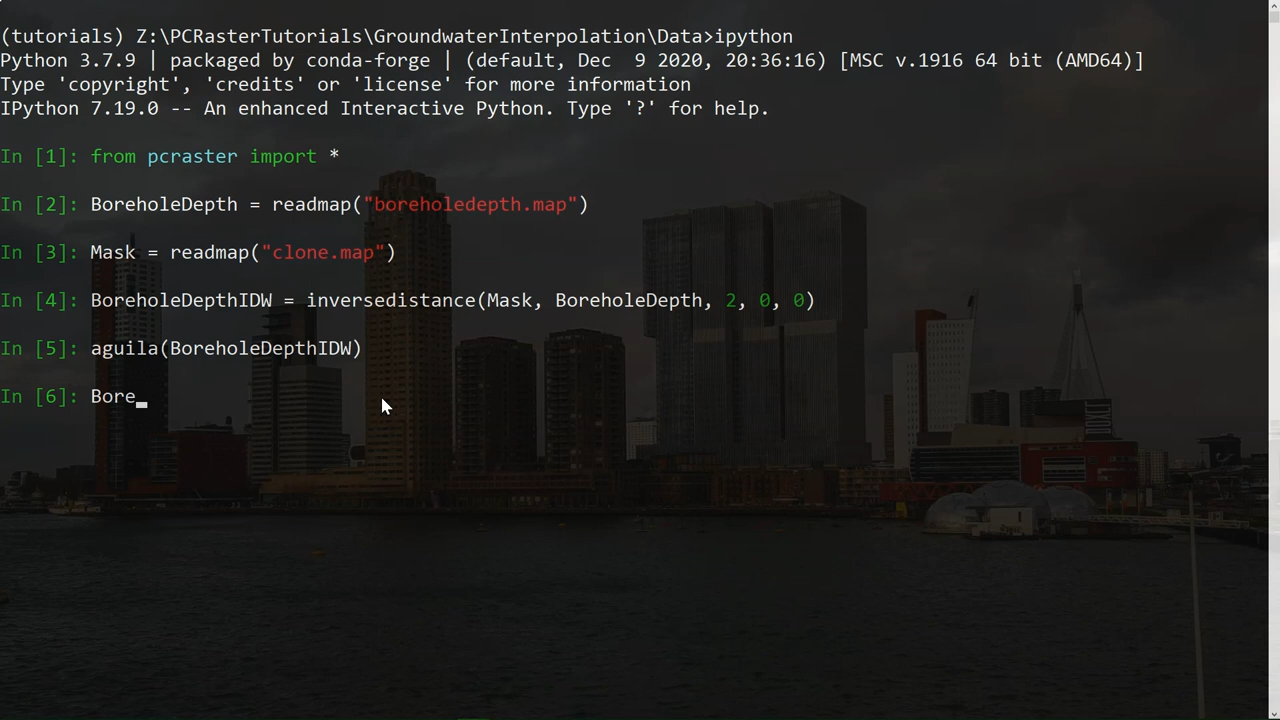 (tutorials) Z:\PCRasterTutorials\GroundwaterInterpolation\Data>ipython
Python 3.7.9 | packaged by conda-forge | (default, Dec  9 2020, 20:36:16) [MSC v.1916 64 bit (AMD64)]
Type 'copyright', 'credits' or 'license' for more information
IPython 7.19.0 -- An enhanced Interactive Python. Type '?' for help.
In [1]: from pcraster import *
In [2]: BoreholeDepth = readmap("boreholedepth.map")
In [3]: Mask = readmap("clone.map")
In [4]: BoreholeDepthIDW = inversedistance(Mask, BoreholeDepth, 2, 0, 0)
In [5]: aguila(BoreholeDepthIDW)
In [6]: Bore